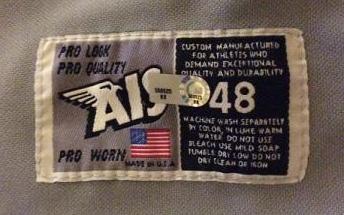 PRO LOOK
PRO QUALITY
AIS
PRO WORN
MADE IN U.S.A
CUSTOM MANUFACTURED
FOR ATHLETES WHO
DEMAND EXCEPTIONAL
QUALITY AND DURABILITY
48
MACHINE WASH SEPARATELY
BY COLOR, IN LUKE WARM
WATER. DO NOT USE
BLEACH USE MILD SOAP
TUMBLE DRY LOW DO NOT
DRY CLEAN OR IRON